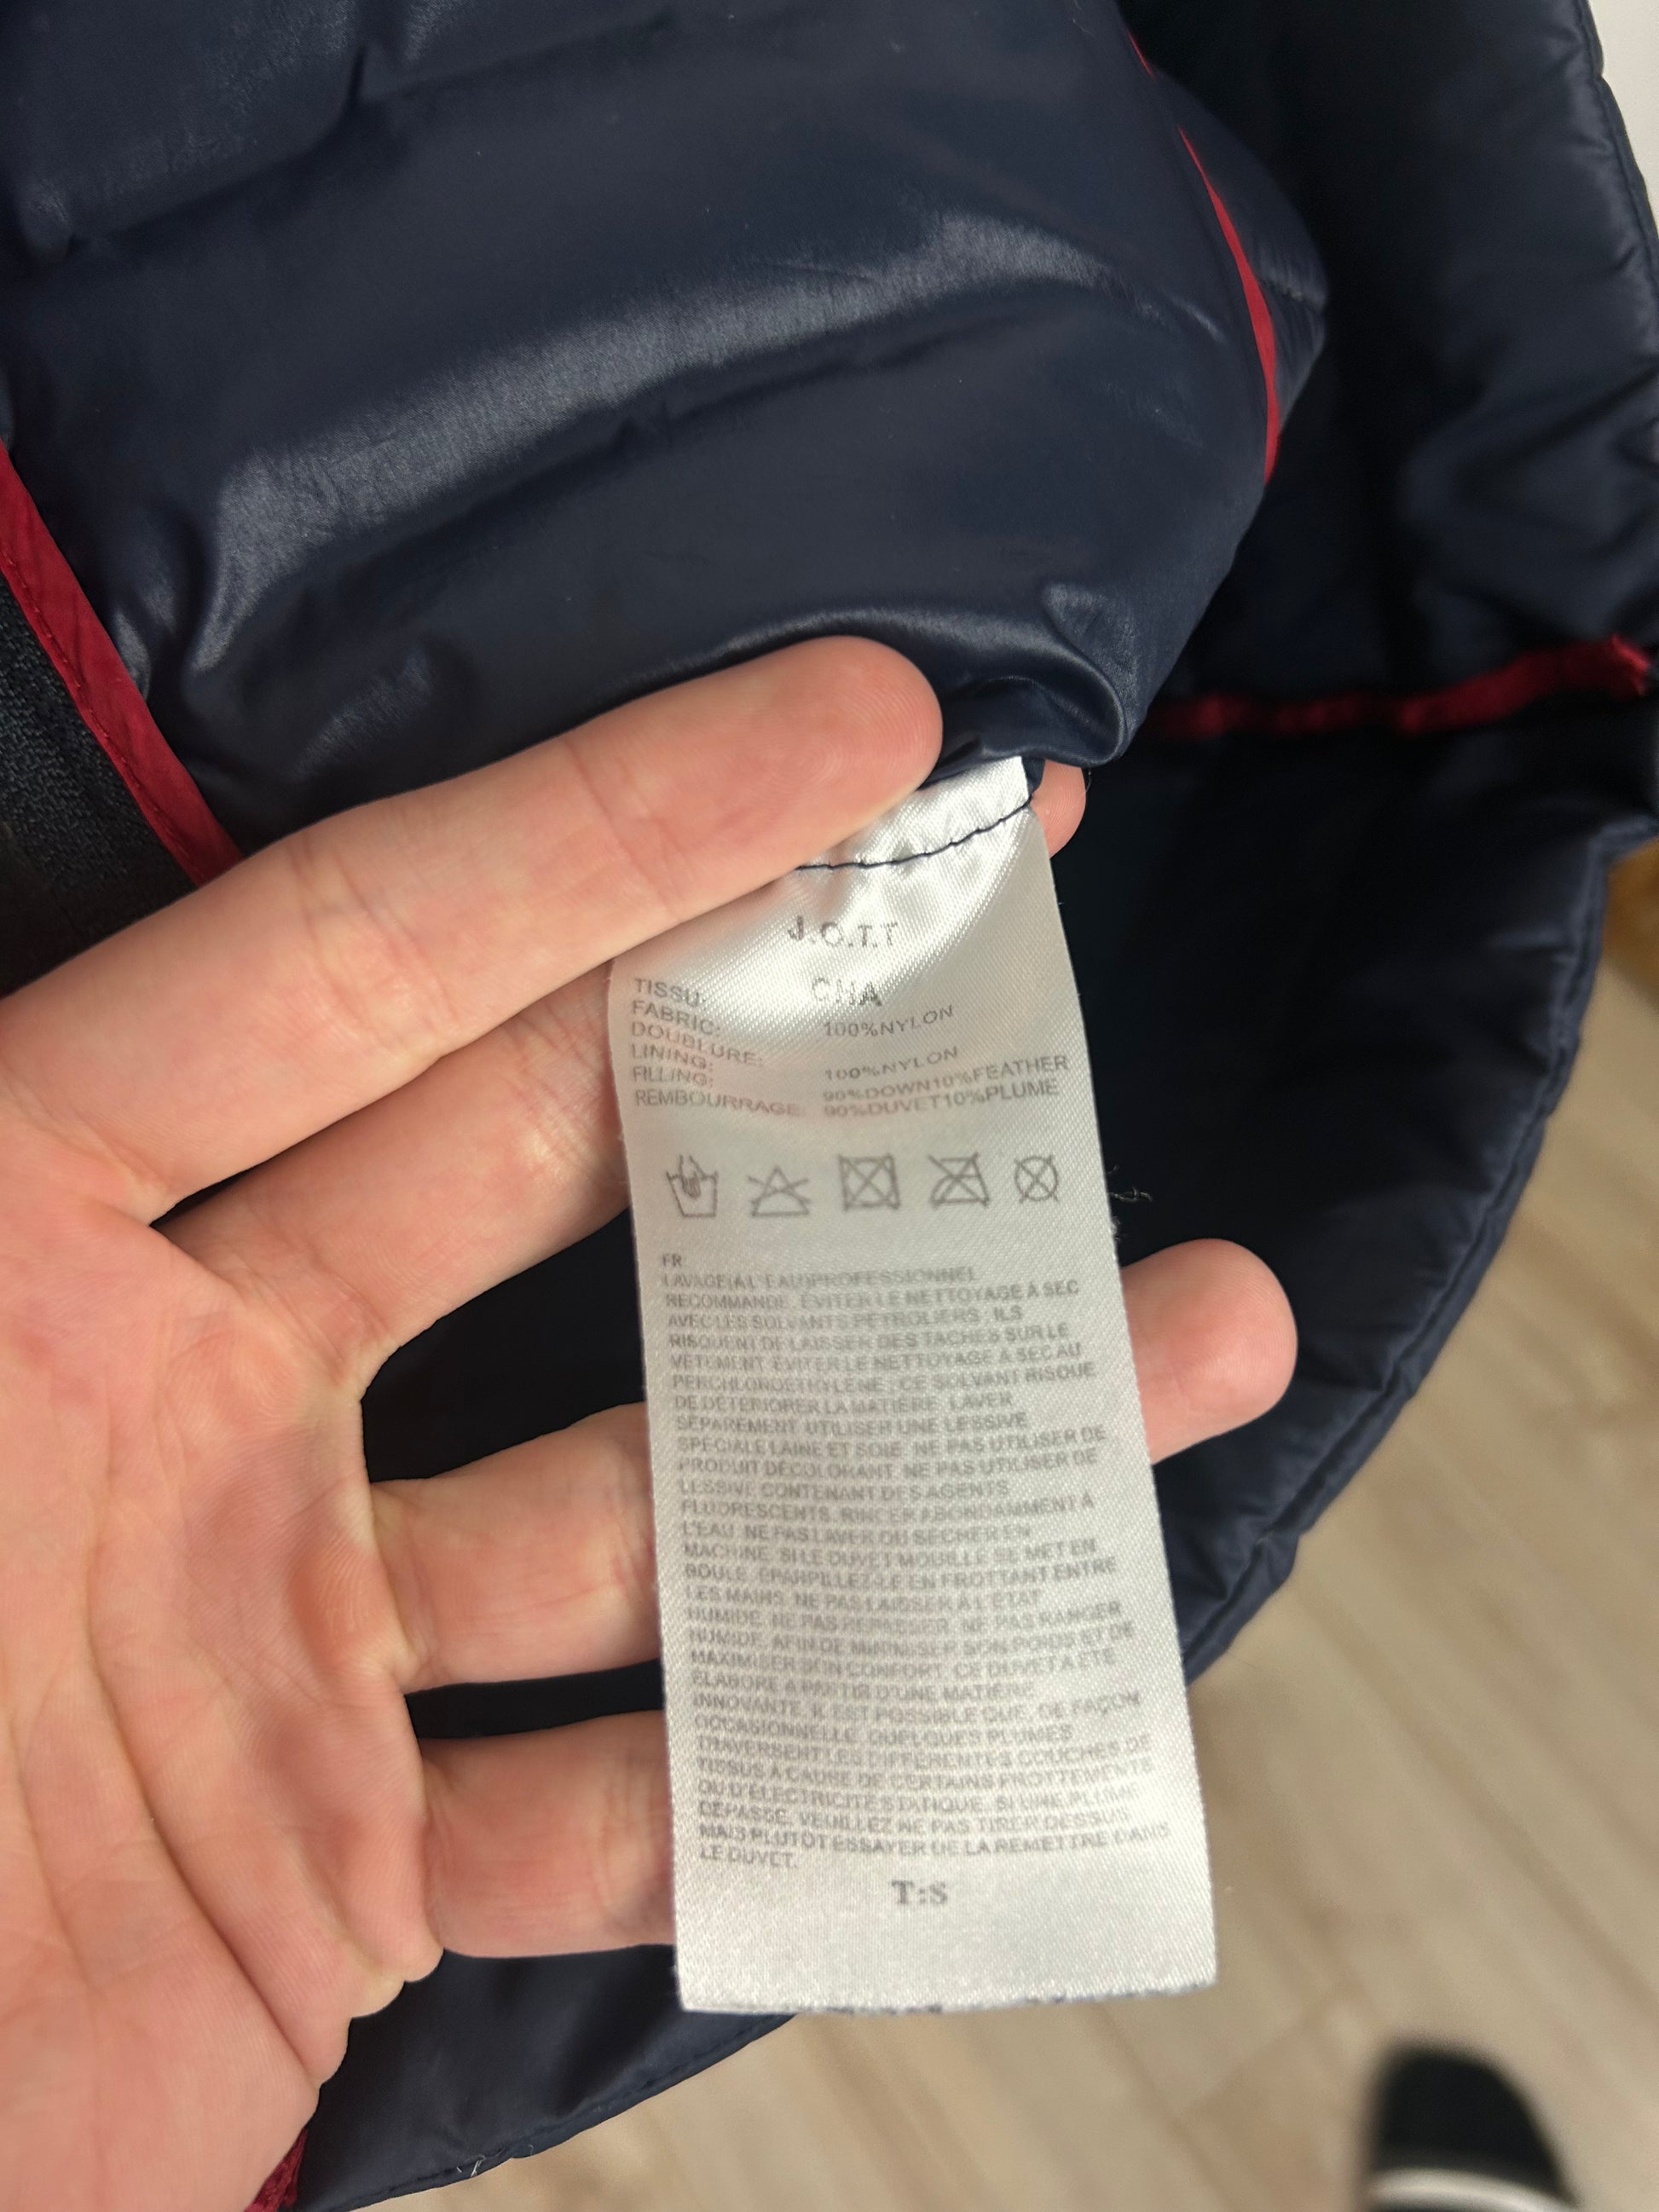 J.O.T.T
CHA
TISSU:
FABRIC: 100%NYLON
DOUBLURE:
LINING: 100%NYLON
FILLING: 90%DOWN10%FEATHER
REMBOURRAGE: 90%DUVET10%PLUME
FR
LAVAGE(A L'EAU)PROFESSIONNEL
RECOMMANDE. ÉVITER LE NETTOYAGE À SEC
AVEC LES SOLVANTS PETROLIERS : ILS
RISQUENT DE LAISSER DES TACHES SUR LE
VÊTEMENT. ÉVITER LE NETTOYAGE À SEC AU
PERCHLOROETHYLENE : CE SOLVANT RISQUE
DE DÉTÉRIORER LA MATIÈRE. LAVER
SÉPAREMENT. UTILISER UNE LESSIVE
SPÉCIALE LAINE ET SOIE. NE PAS UTILISER DE
PRODUIT DÉCOLORANT. NE PAS UTILISER DE
LESSIVE CONTENANT DES AGENTS
FLUORESCENTS. RINCER ABONDAMMENT À
L'EAU. NE PAS LAVER OU SÉCHER EN
MACHINE. SI LE DUVET MOUILLÉ SE MET EN
BOULE, ÉPARPILLEZ-LE EN FROTTANT ENTRE
LES MAINS. NE PAS LAISSER À L'ÉTAT
HUMIDE. NE PAS REPASSER. NE PAS RANGER
HUMIDE. AFIN DE MINIMISER SON POIDS ET DE
MAXIMISER SON CONFORT, CE DUVET A ÉTÉ
ÉLABORÉ À PARTIR D'UNE MATIÈRE
INNOVANTE. IL EST POSSIBLE QUE, DE FAÇON
OCCASIONNELLE, QUELQUES PLUMES
TRAVERSENT LES DIFFÉRENTES COUCHES DE
TISSUS À CAUSE DE CERTAINS FROTTEMENTS
OU D'ÉLECTRICITÉ STATIQUE. SI UNE PLUME
DÉPASSE, VEUILLEZ NE PAS TIRER DESSUS
MAIS PLUTÔT ESSAYER DE LA REMETTRE DANS
LE DUVET.
T:S